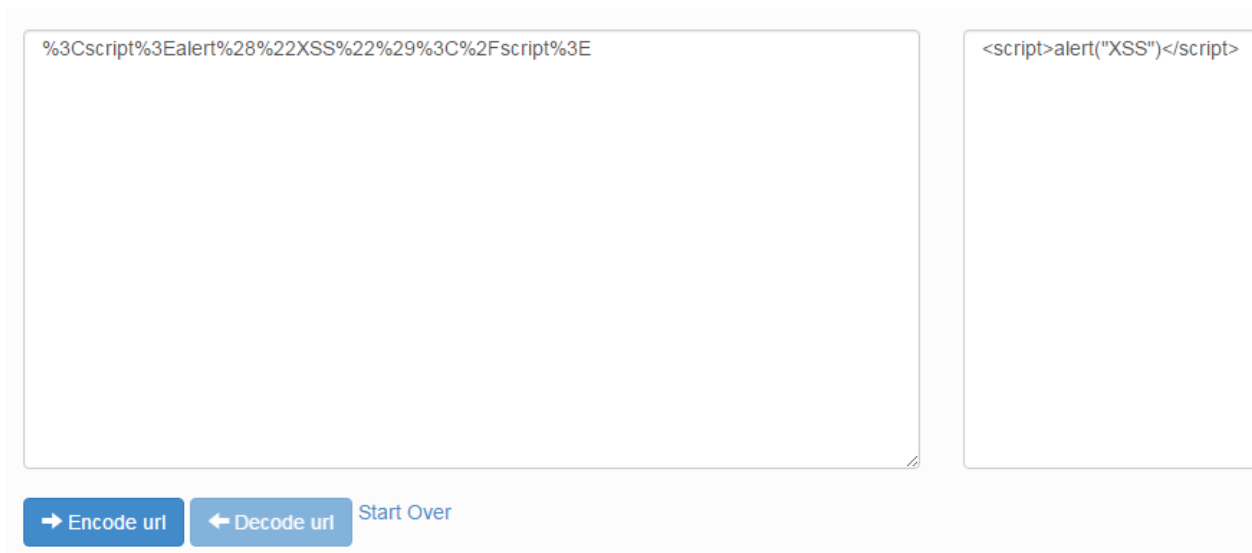 %3Cscript%3Ealert%28%22XSS%22%29%3C%2Fscript%3E
<script>alert("XSS")</script>
Encode url
Decode url
Start Over